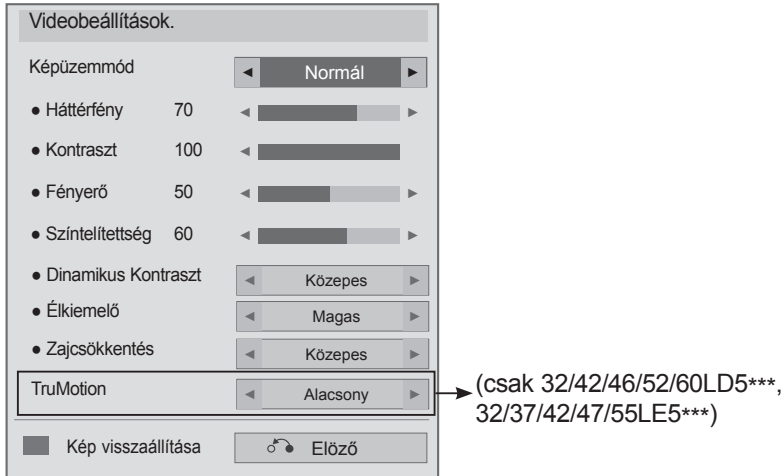 Videobeállítások.
Képüzemmód ◄ Normál ►
● Háttérfény 70 ◄ ►
● Kontraszt 100 ◄
● Fényerő 50 ◄ ►
● Színtelítettség 60 ◄ ►
● Dinamikus Kontraszt ◄ Közepes ►
● Élkiemelő ◄ Magas ►
● Zajcsökkentés ◄ Közepes ►
TruMotion ◄ Alacsony ►
(csak 32/42/46/52/60LD5***,
32/37/42/47/55LE5***)
Kép visszaállítása Elöző